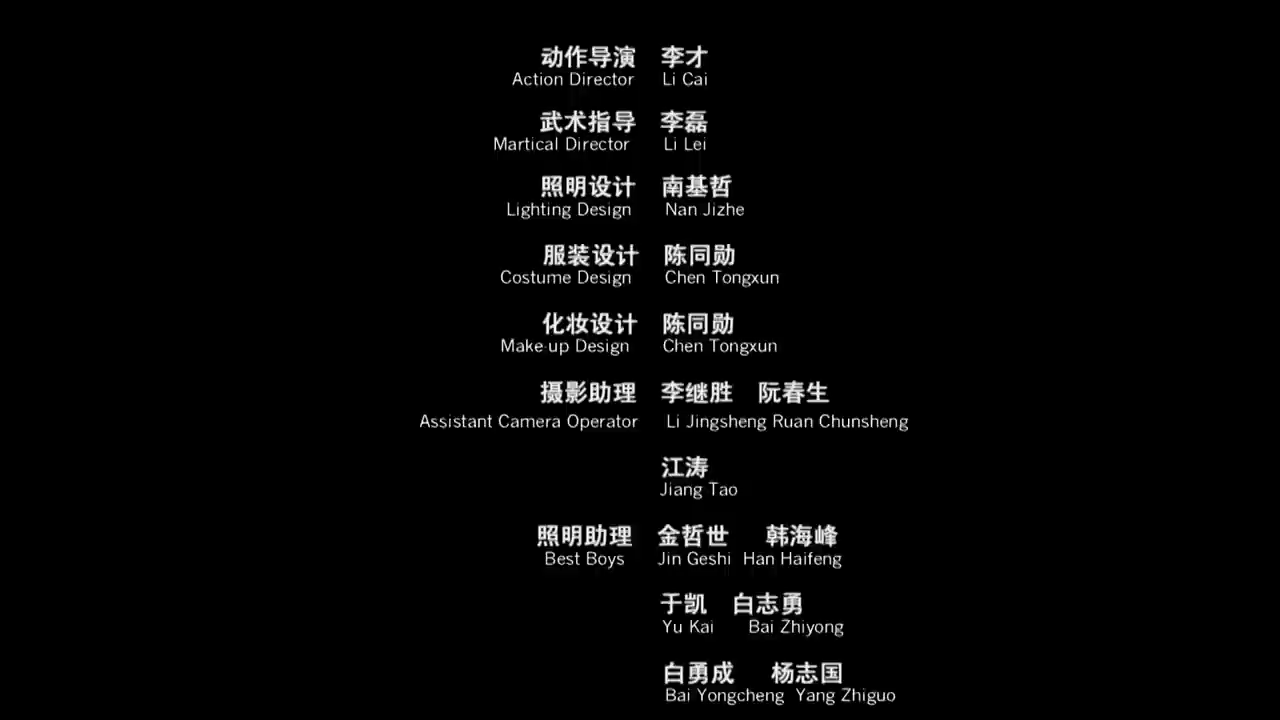 动作导演 李才
Action Director Li Cai
武术指导 李磊
Martical Director Li Lei
照明设计 南基哲
Lighting Design Nan Jizhe
服装设计 陈同勋
Costume Design Chen Tongxun
化妆设计 陈同勋
Make-up Design Chen Tongxun
摄影助理 李继胜 阮春生
Assistant Camera Operator Li Jingsheng Ruan Chunsheng
江涛
Jiang Tao
照明助理 金哲世 韩海峰
Best Boys Jin Geshi Han Haifeng
于凯 白志勇
Yu Kai Bai Zhiyong
白勇成 杨志国
Bai Yongcheng Yang Zhiguo